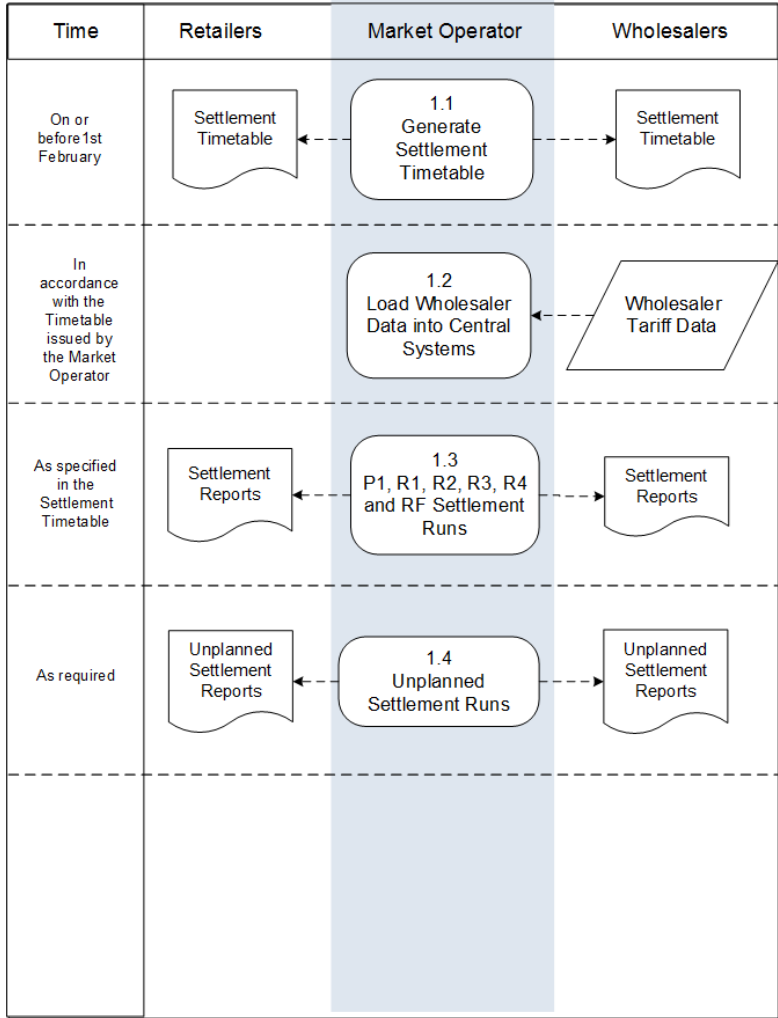 Time
Retailers
Market Operator
Wholesalers
On or
before1st
February
Settlement
Timetable
1.1
Generate
Settlement
Timetable
Settlement
Timetable
In
accordance
with the
Timetable
issued by
the Market
Operator
1.2
Load Wholesaler
Data into Central
Systems
Wholesaler
Tariff Data
As specified
in the
Settlement
Timetable
Settlement
Reports
1.3
P1, R1, R2, R3, R4
and RF Settlement
Runs
Settlement
Reports
As required
Unplanned
Settlement
Reports
1.4
Unplanned
Settlement Runs
Unplanned
Settlement
Reports